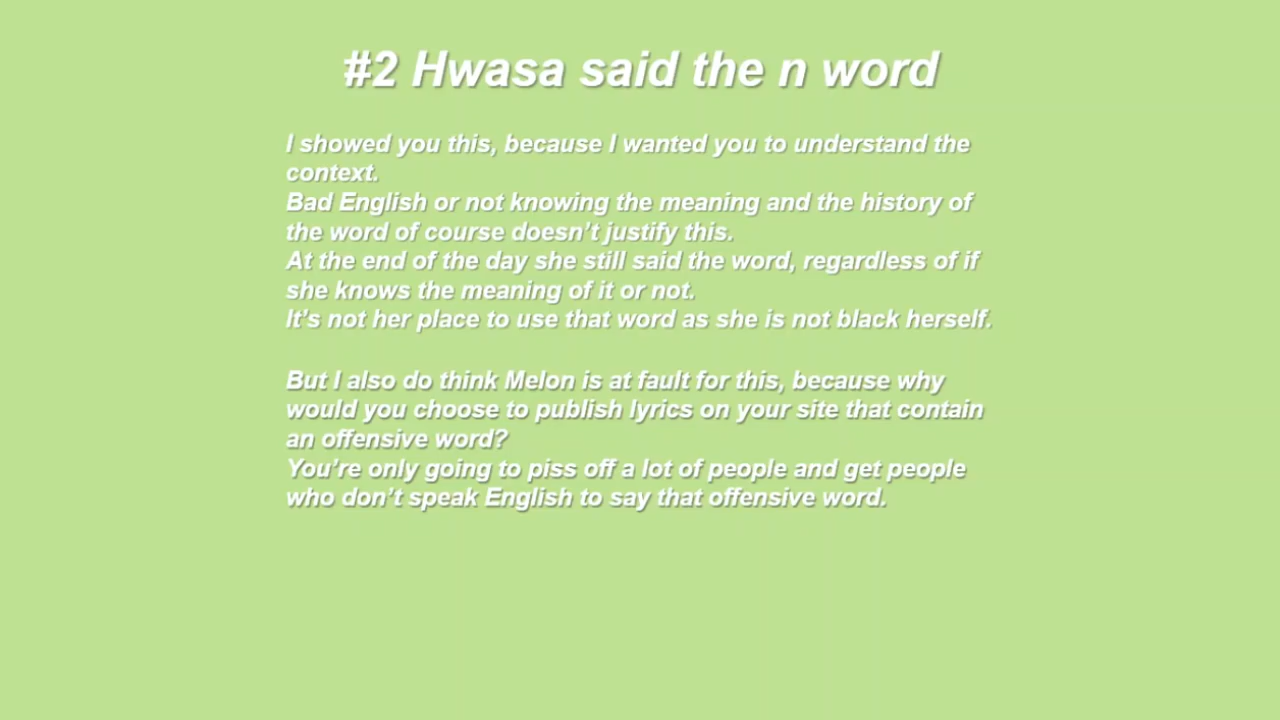 #2 Hwasa said the n word
I showed you this, because I wanted you to understand the
context.
Bad English or not knowing the meaning and the history of
the word of course doesn't justify this.
At the end of the day she still said the word, regardless of if
she knows the meaning of it or not.
It's not her place to use that word as she is not black herself.
But I also do think Melon is at fault for this, because why
would you choose to publish lyrics on your site that contain
an offensive word?
You're only going to piss off a lot of people and get people
who don't speak English to say that offensive word.